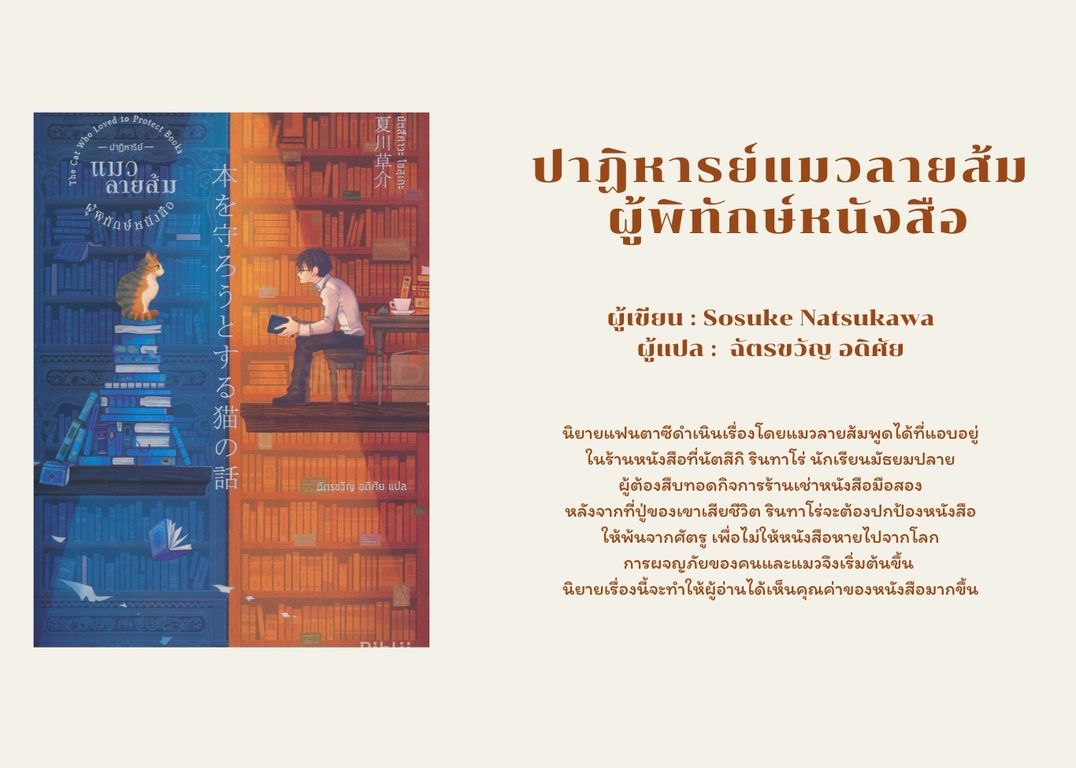 The Cat Who Loved to Protect Books
ปาฏิหาริย์
แมว
ลายส้ม
ผู้พิทักษ์หนังสือ
本を守ろうとする猫の話
夏川草介
นัตสึคาวะ โซสุเกะ
ฉัตรขวัญ อดิศัย แปล
Biblii
ปาฏิหารย์แมวลายส้ม
ผู้พิทักษ์หนังสือ
ผู้เขียน : Sosuke Natsukawa
ผู้แปล : ฉัตรขวัญ อดิศัย
นิยายแฟนตาซีดำเนินเรื่องโดยแมวลายส้มพูดได้ที่แอบอยู่
ในร้านหนังสือที่นัตสึกิ รินทาโร่ นักเรียนมัธยมปลาย
ผู้ต้องสืบทอดกิจการร้านเช่าหนังสือมือสอง
หลังจากที่ปู่ของเขาเสียชีวิต รินทาโร่จะต้องปกป้องหนังสือ
ให้พ้นจากศัตรู เพื่อไม่ให้หนังสือหายไปจากโลก
การผจญภัยของคนและแมวจึงเริ่มต้นขึ้น
นิยายเรื่องนี้จะทำให้ผู้อ่านได้เห็นคุณค่าของหนังสือมากขึ้น